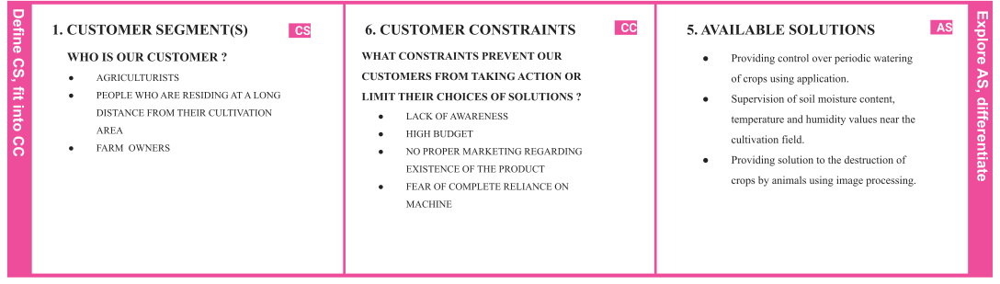 Define CS, fit into CC
1. CUSTOMER SEGMENT(S)
CS
WHO IS OUR CUSTOMER ?
● AGRICULTURISTS
● PEOPLE WHO ARE RESIDING AT A LONG
DISTANCE FROM THEIR CULTIVATION
AREA
● FARM OWNERS
6. CUSTOMER CONSTRAINTS
CC
WHAT CONSTRAINTS PREVENT OUR
CUSTOMERS FROM TAKING ACTION OR
LIMIT THEIR CHOICES OF SOLUTIONS ?
● LACK OF AWARENESS
● HIGH BUDGET
● NO PROPER MARKETING REGARDING
EXISTENCE OF THE PRODUCT
● FEAR OF COMPLETE RELIANCE ON
MACHINE
5. AVAILABLE SOLUTIONS
AS
● Providing control over periodic watering
of crops using application.
● Supervision of soil moisture content,
temperature and humidity values near the
cultivation field.
● Providing solution to the destruction of
crops by animals using image processing.
Explore AS, differentiate